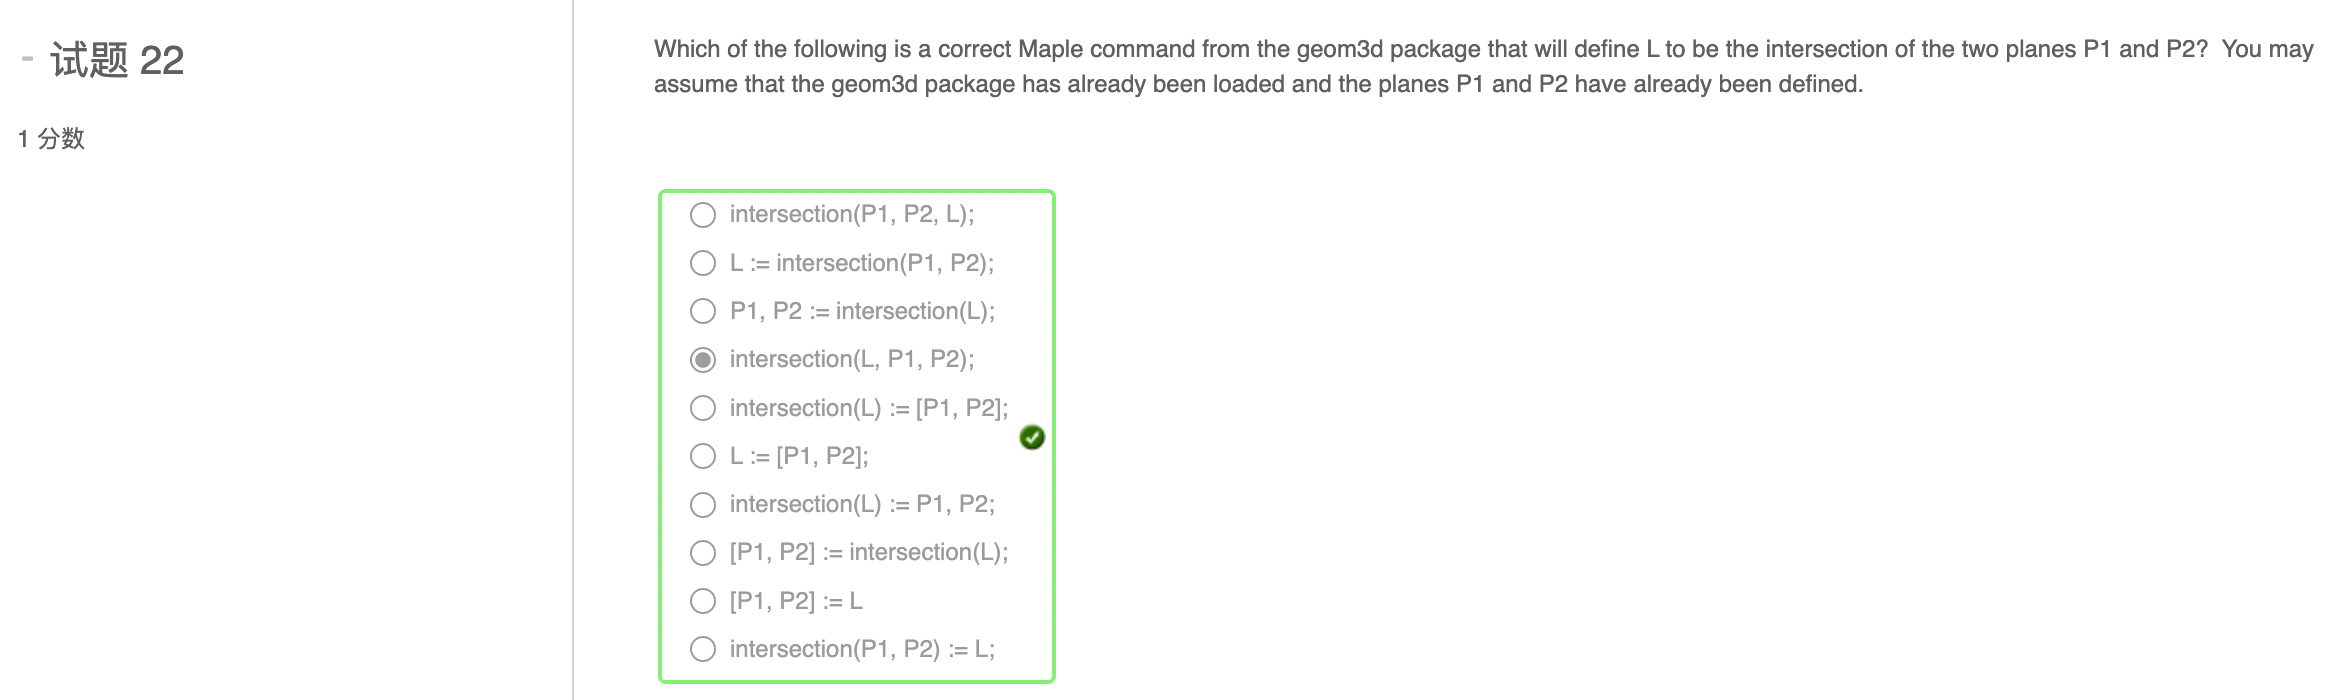 - 试题 22
1 分数
Which of the following is a correct Maple command from the geom3d package that will define L to be the intersection of the two planes P1 and P2?  You may
assume that the geom3d package has already been loaded and the planes P1 and P2 have already been defined.
intersection(P1, P2, L);
L := intersection(P1, P2);
P1, P2 := intersection(L);
intersection(L, P1, P2);
intersection(L) := [P1, P2];
L := [P1, P2];
intersection(L) := P1, P2;
[P1, P2] := intersection(L);
[P1, P2] := L
intersection(P1, P2) := L;